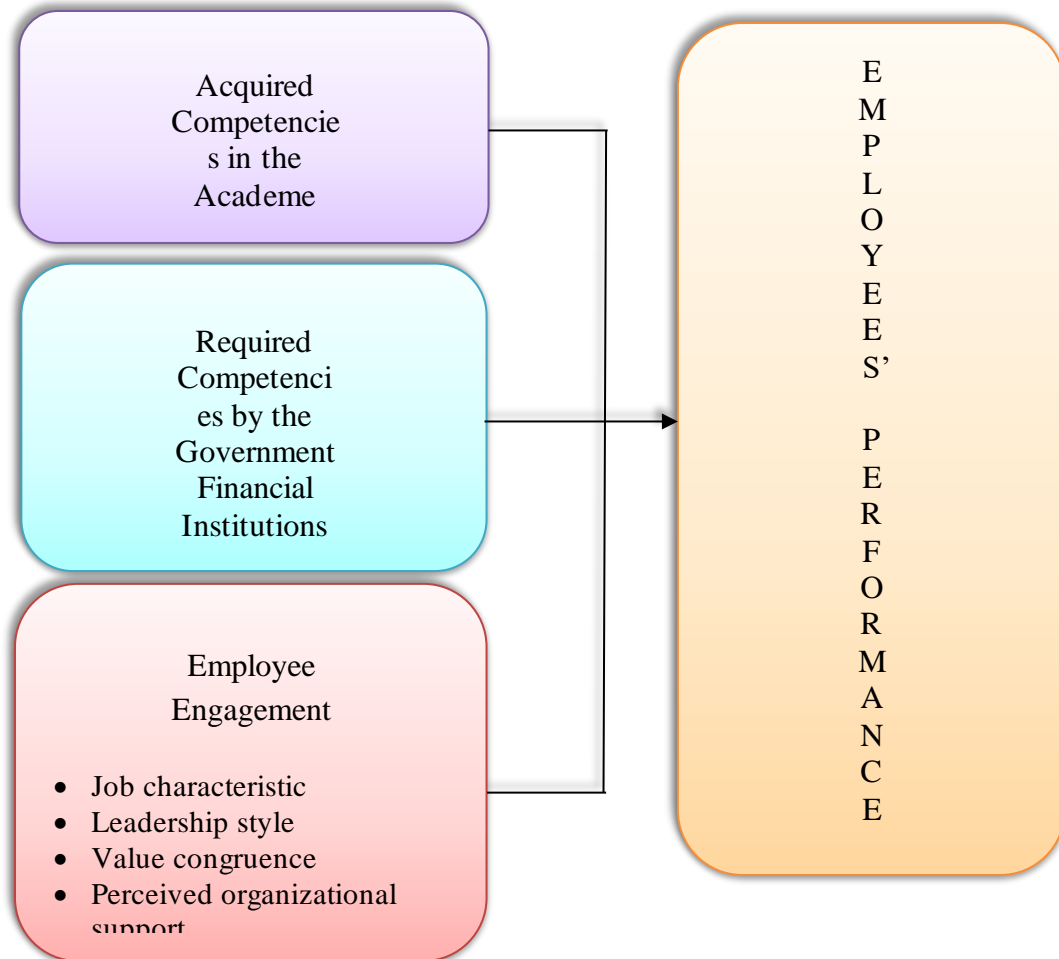 Acquired
Competencie
s in the
Academe
Required
Competenci
es by the
Government
Financial
Institutions
Employee
Engagement
• Job characteristic
• Leadership style
• Value congruence
• Perceived organizational
support
E
M
P
L
O
Y
E
E
S’
P
E
R
F
O
R
M
A
N
C
E